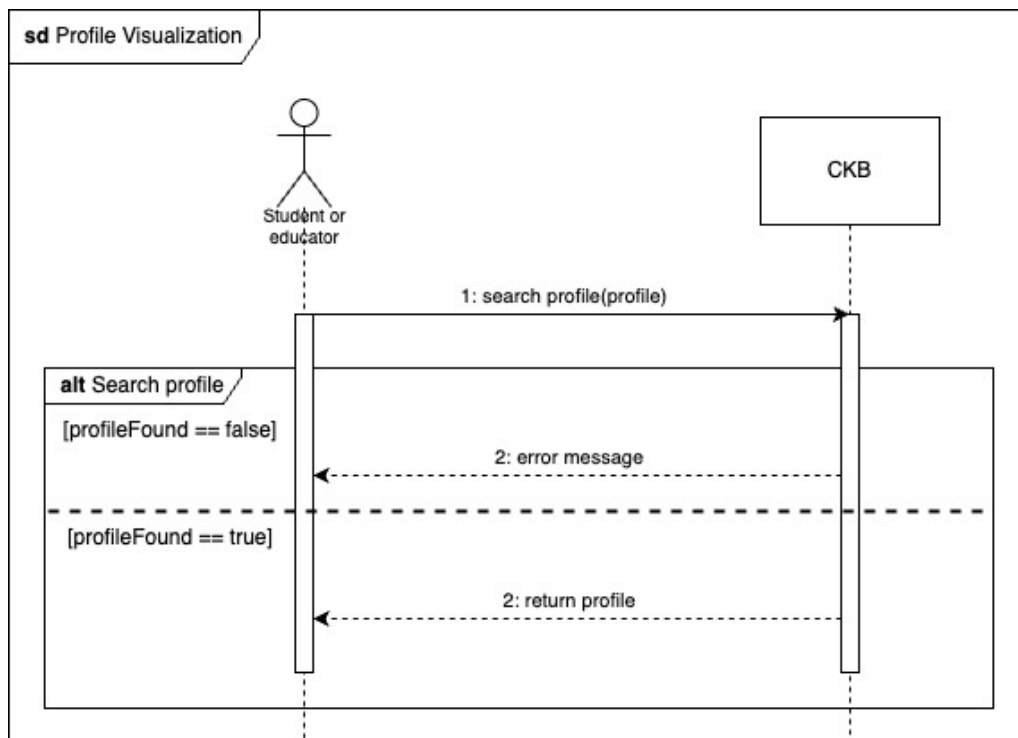 sd Profile Visualization
CKB
Student or
educator
1: search profile(profile)
alt Search profile
[profileFound == false]
2: error message
[profileFound == true]
2: return profile